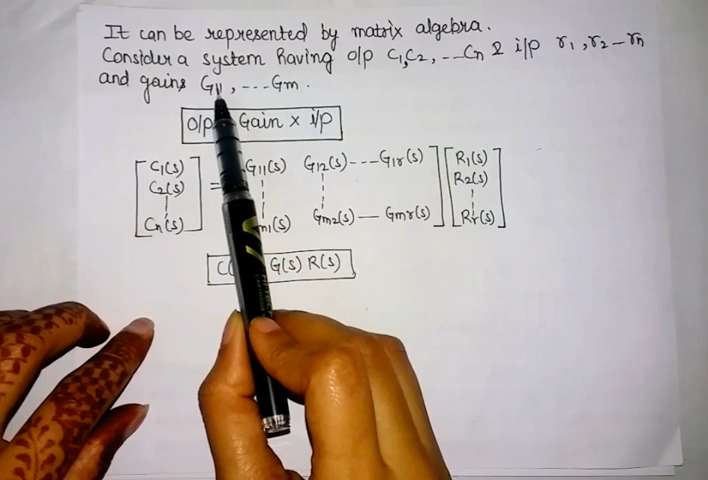 It can be represented by matrix algebra.
Consider a system having o/p C1, C2, ---Cn & i/p r1, r2 -- rn
and gains G11, ---- Gm.
O/P Gain × i/p
C1(s) G11(s) G12(s) --- G1r(s) R1(s)
C2(s) = R2(s)
Cn(s) m1(s) Gm2(s) — Gmr(s) Rr(s)
C( G(s) R(s)